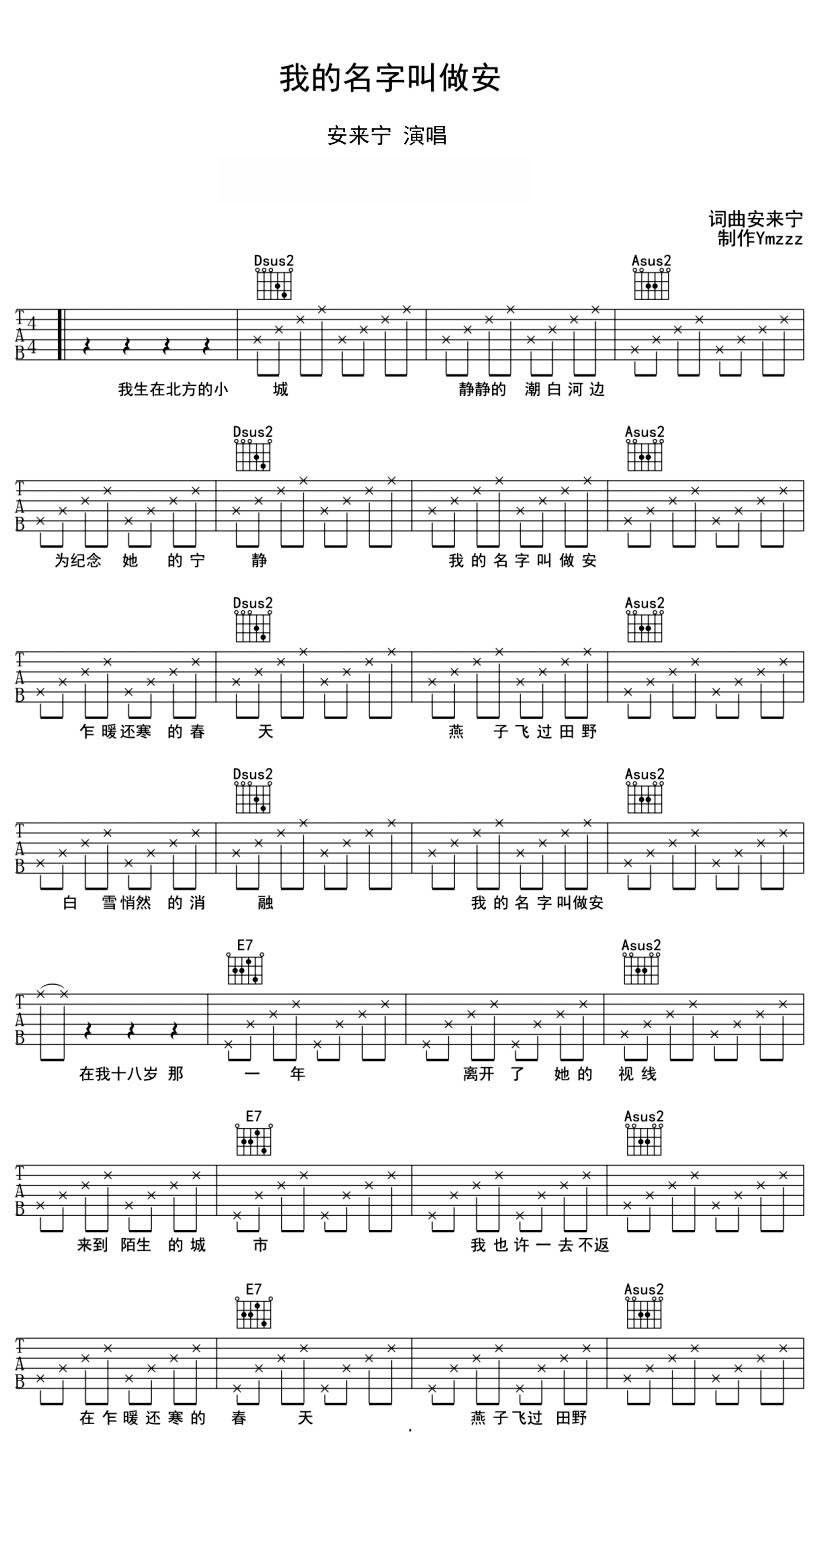 我的名字叫做安
安来宁 演唱
词曲安来宁
制作Ymzzz
Dsus2 Asus2
T A B 4 4
我生在北方的小 城 静静的 潮白河边
Dsus2 Asus2
T A B
为纪念 她 的宁 静 我的名字叫做安
Dsus2 Asus2
T A B
乍暖还寒 的春 天 燕 子飞过田野
Dsus2 Asus2
T A B
白 雪悄然 的消 融 我的名字叫做安
E7 Asus2
T A B
在我十八岁 那 一 年 离开 了 她的 视线
E7 Asus2
T A B
来到 陌生 的城 市 我也许一去不返
E7 Asus2
T A B
在乍暖还寒的 春 天 燕子飞过 田野